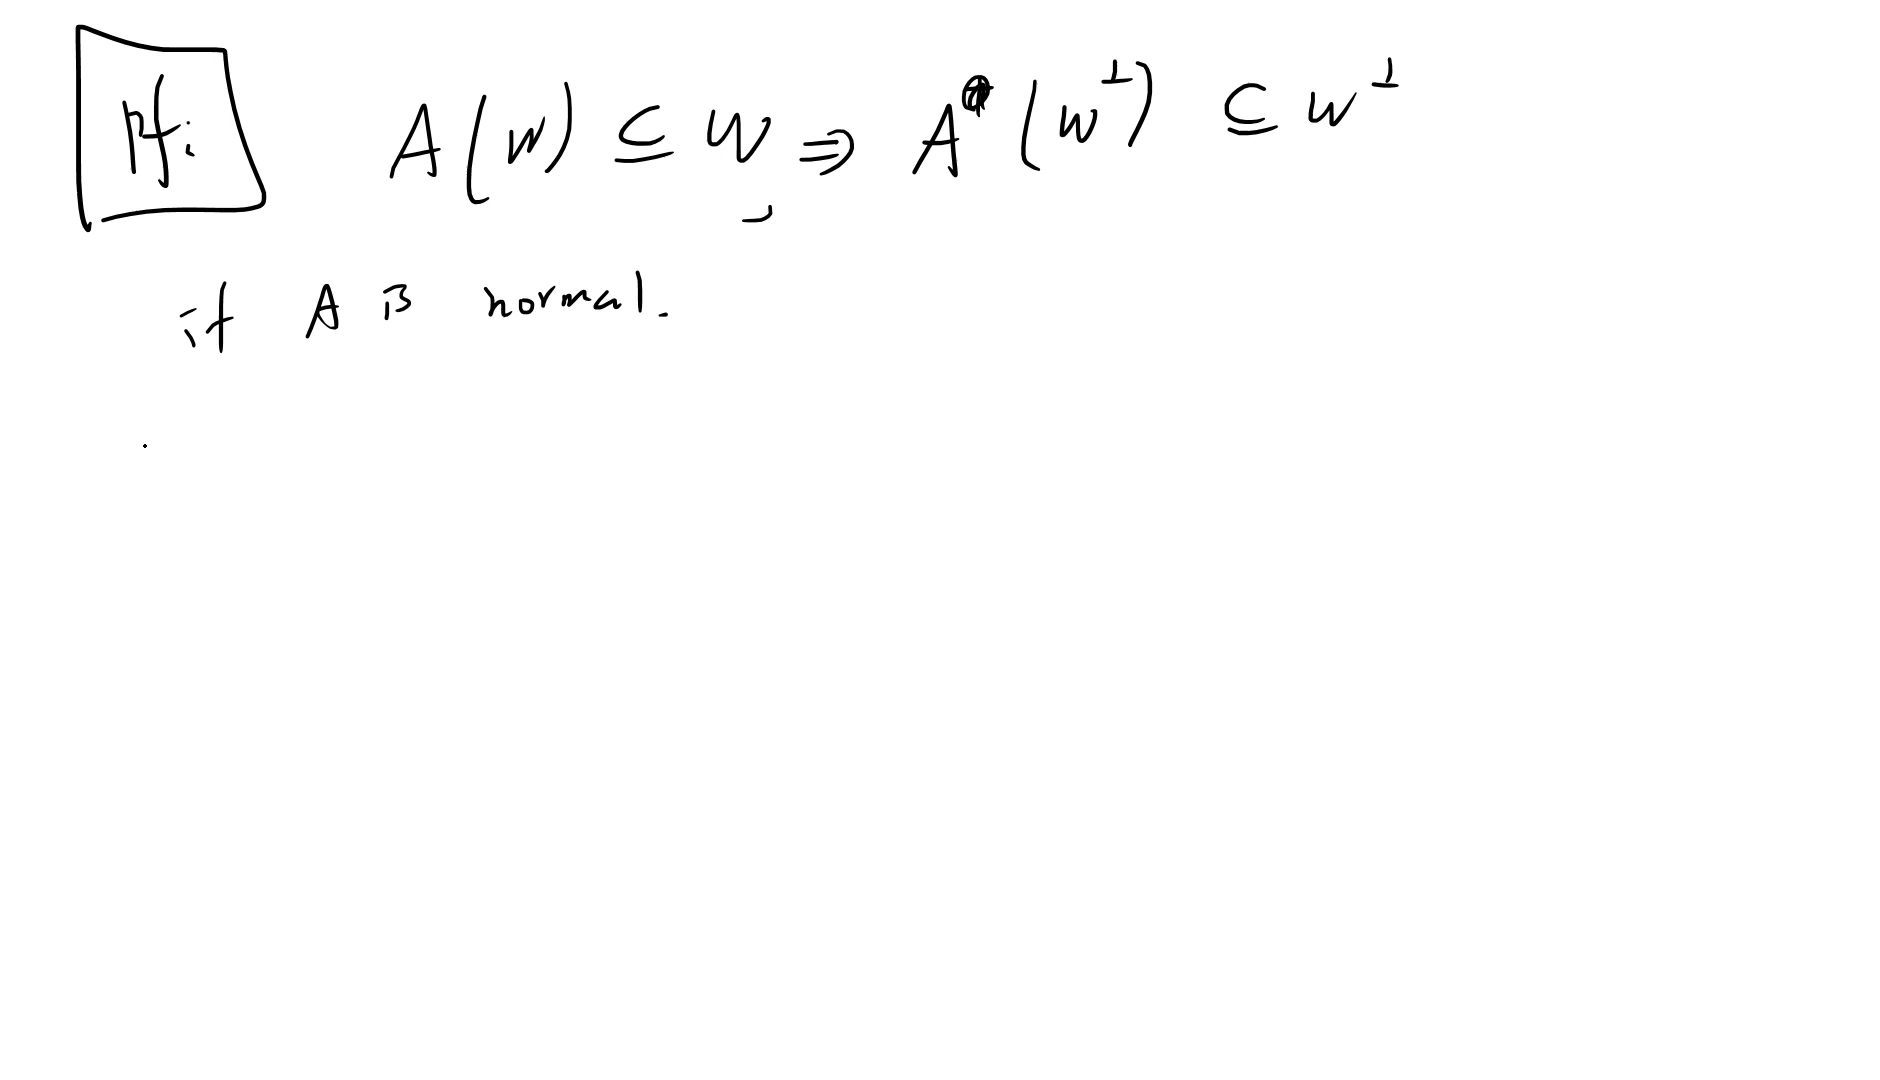 Pf: A(W) ⊆ W, ⇒ A*(W⊥) ⊆ W⊥
if A is normal.